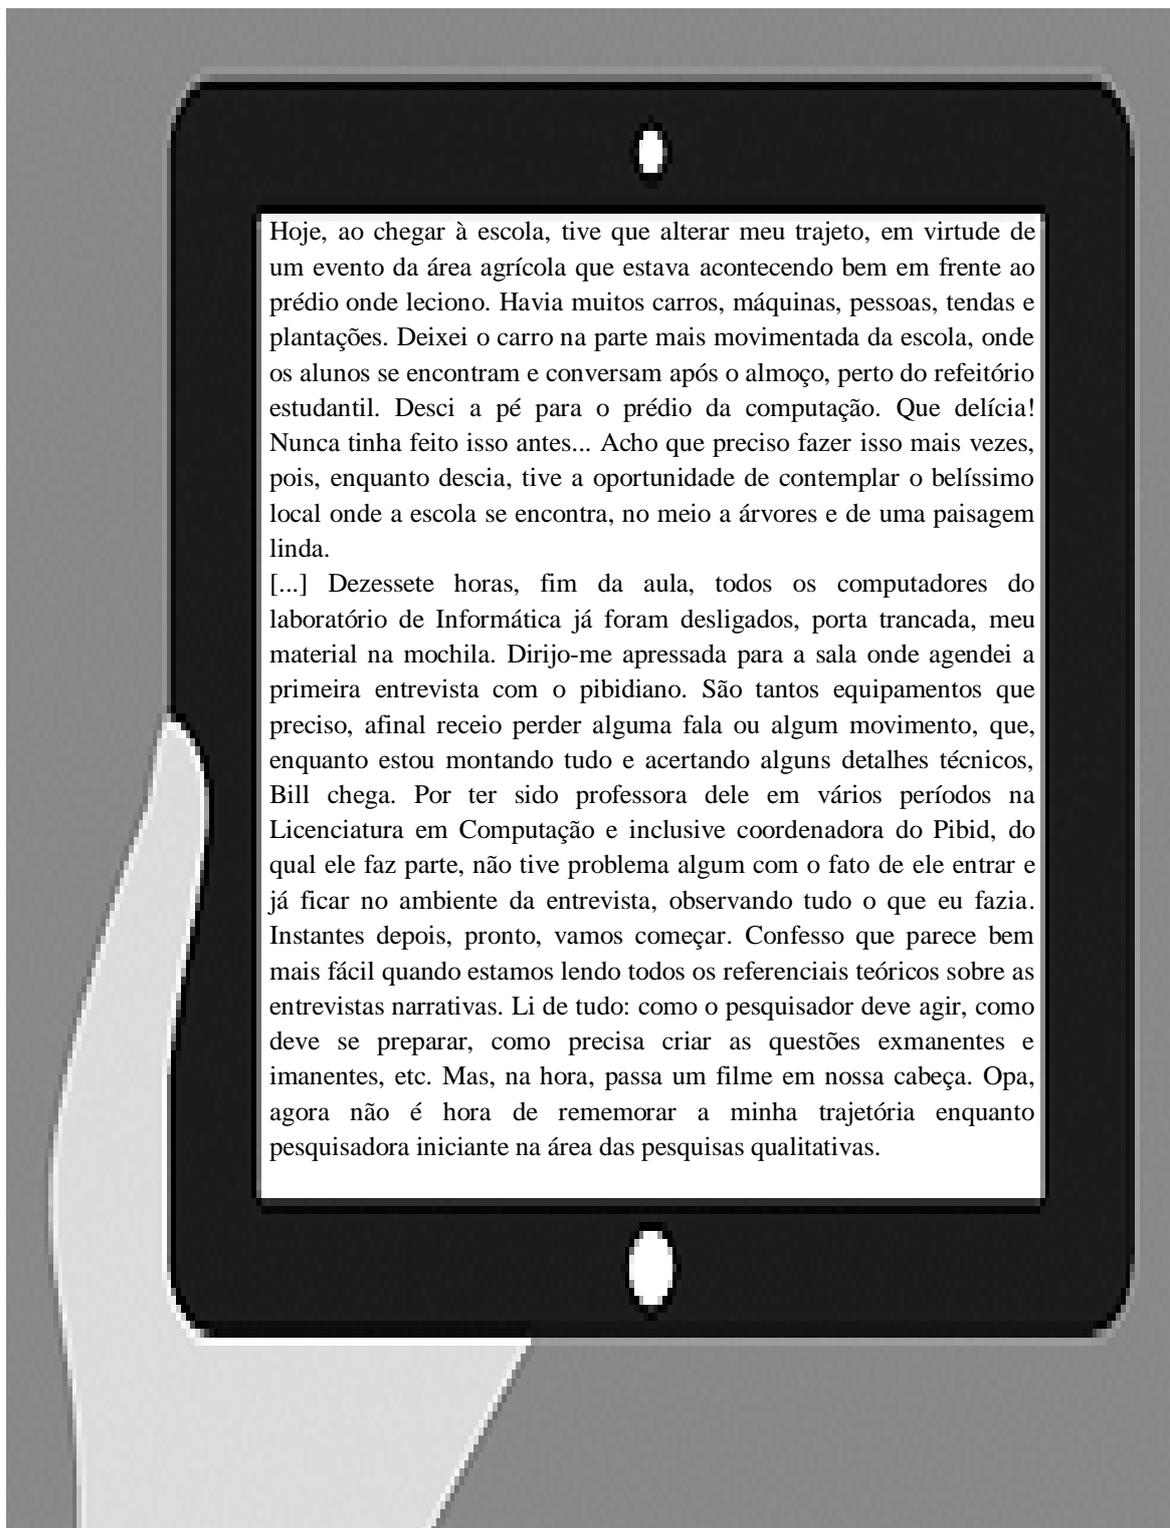 Hoje, ao chegar à escola, tive que alterar meu trajeto, em virtude de
um evento da área agrícola que estava acontecendo bem em frente ao
prédio onde leciono. Havia muitos carros, máquinas, pessoas, tendas e
plantações. Deixei o carro na parte mais movimentada da escola, onde
os alunos se encontram e conversam após o almoço, perto do refeitório
estudantil. Desci a pé para o prédio da computação. Que delícia!
Nunca tinha feito isso antes... Acho que preciso fazer isso mais vezes,
pois, enquanto descia, tive a oportunidade de contemplar o belíssimo
local onde a escola se encontra, no meio a árvores e de uma paisagem
linda.
[...] Dezessete horas, fim da aula, todos os computadores do
laboratório de Informática já foram desligados, porta trancada, meu
material na mochila. Dirijo-me apressada para a sala onde agendei a
primeira entrevista com o pibidiano. São tantos equipamentos que
preciso, afinal receio perder alguma fala ou algum movimento, que,
enquanto estou montando tudo e acertando alguns detalhes técnicos,
Bill chega. Por ter sido professora dele em vários períodos na
Licenciatura em Computação e inclusive coordenadora do Pibid, do
qual ele faz parte, não tive problema algum com o fato de ele entrar e
já ficar no ambiente da entrevista, observando tudo o que eu fazia.
Instantes depois, pronto, vamos começar. Confesso que parece bem
mais fácil quando estamos lendo todos os referenciais teóricos sobre as
entrevistas narrativas. Li de tudo: como o pesquisador deve agir, como
deve se preparar, como precisa criar as questões exmanentes e
imanentes, etc. Mas, na hora, passa um filme em nossa cabeça. Opa,
agora não é hora de rememorar a minha trajetória enquanto
pesquisadora iniciante na área das pesquisas qualitativas.